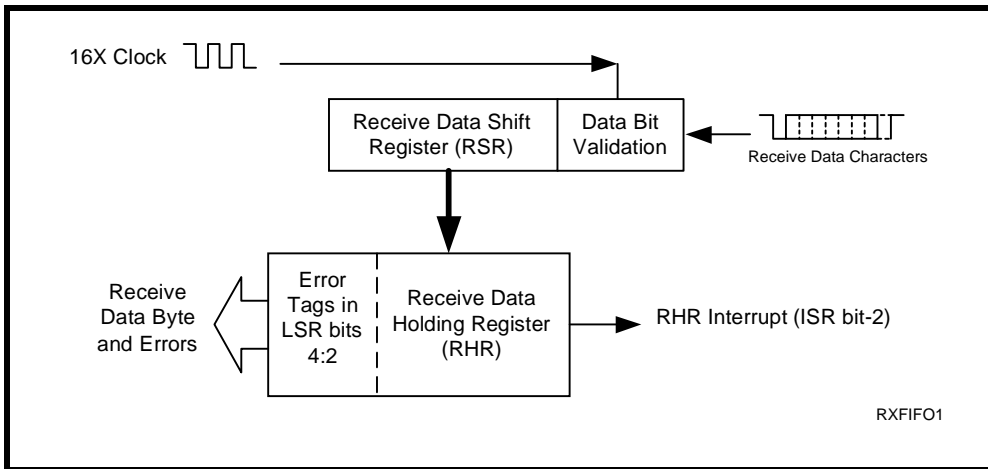 16X Clock
Receive Data Shift
Register (RSR)
Data Bit
Validation
Receive Data Characters
Receive
Data Byte
and Errors
Error
Tags in
LSR bits
4:2
Receive Data
Holding Register
(RHR)
RHR Interrupt (ISR bit-2)
RXFIFO1